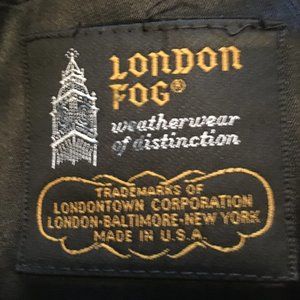 LONDON
FOG®
weatherwear
of distinction
TRADEMARKS OF
LONDONTOWN CORPORATION
LONDON-BALTIMORE-NEW YORK
MADE IN U.S.A.